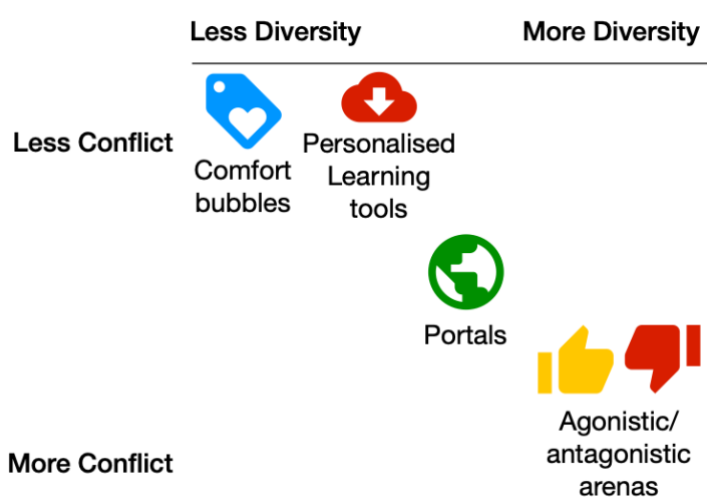 Less Diversity
More Diversity
Less Conflict
Comfort
bubbles
Personalised
Learning
tools
Portals
Agonistic/
antagonistic
arenas
More Conflict